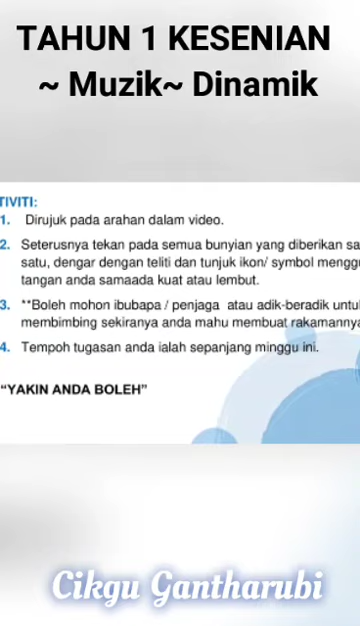 TAHUN 1 KESENIAN
~ Muzik~ Dinamik
TIVITI:
1. Dirujuk pada arahan dalam video.
2. Seterusnya tekan pada semua bunyian yang diberikan sa
satu, dengar dengan teliti dan tunjuk ikon/ symbol menggu
tangan anda samaada kuat atau lembut.
3. **Boleh mohon ibubapa / penjaga atau adik-beradik untu
membimbing sekiranya anda mahu membuat rakamannya
4. Tempoh tugasan anda ialah sepanjang minggu ini.
“YAKIN ANDA BOLEH”
Cikgu Gantharubi